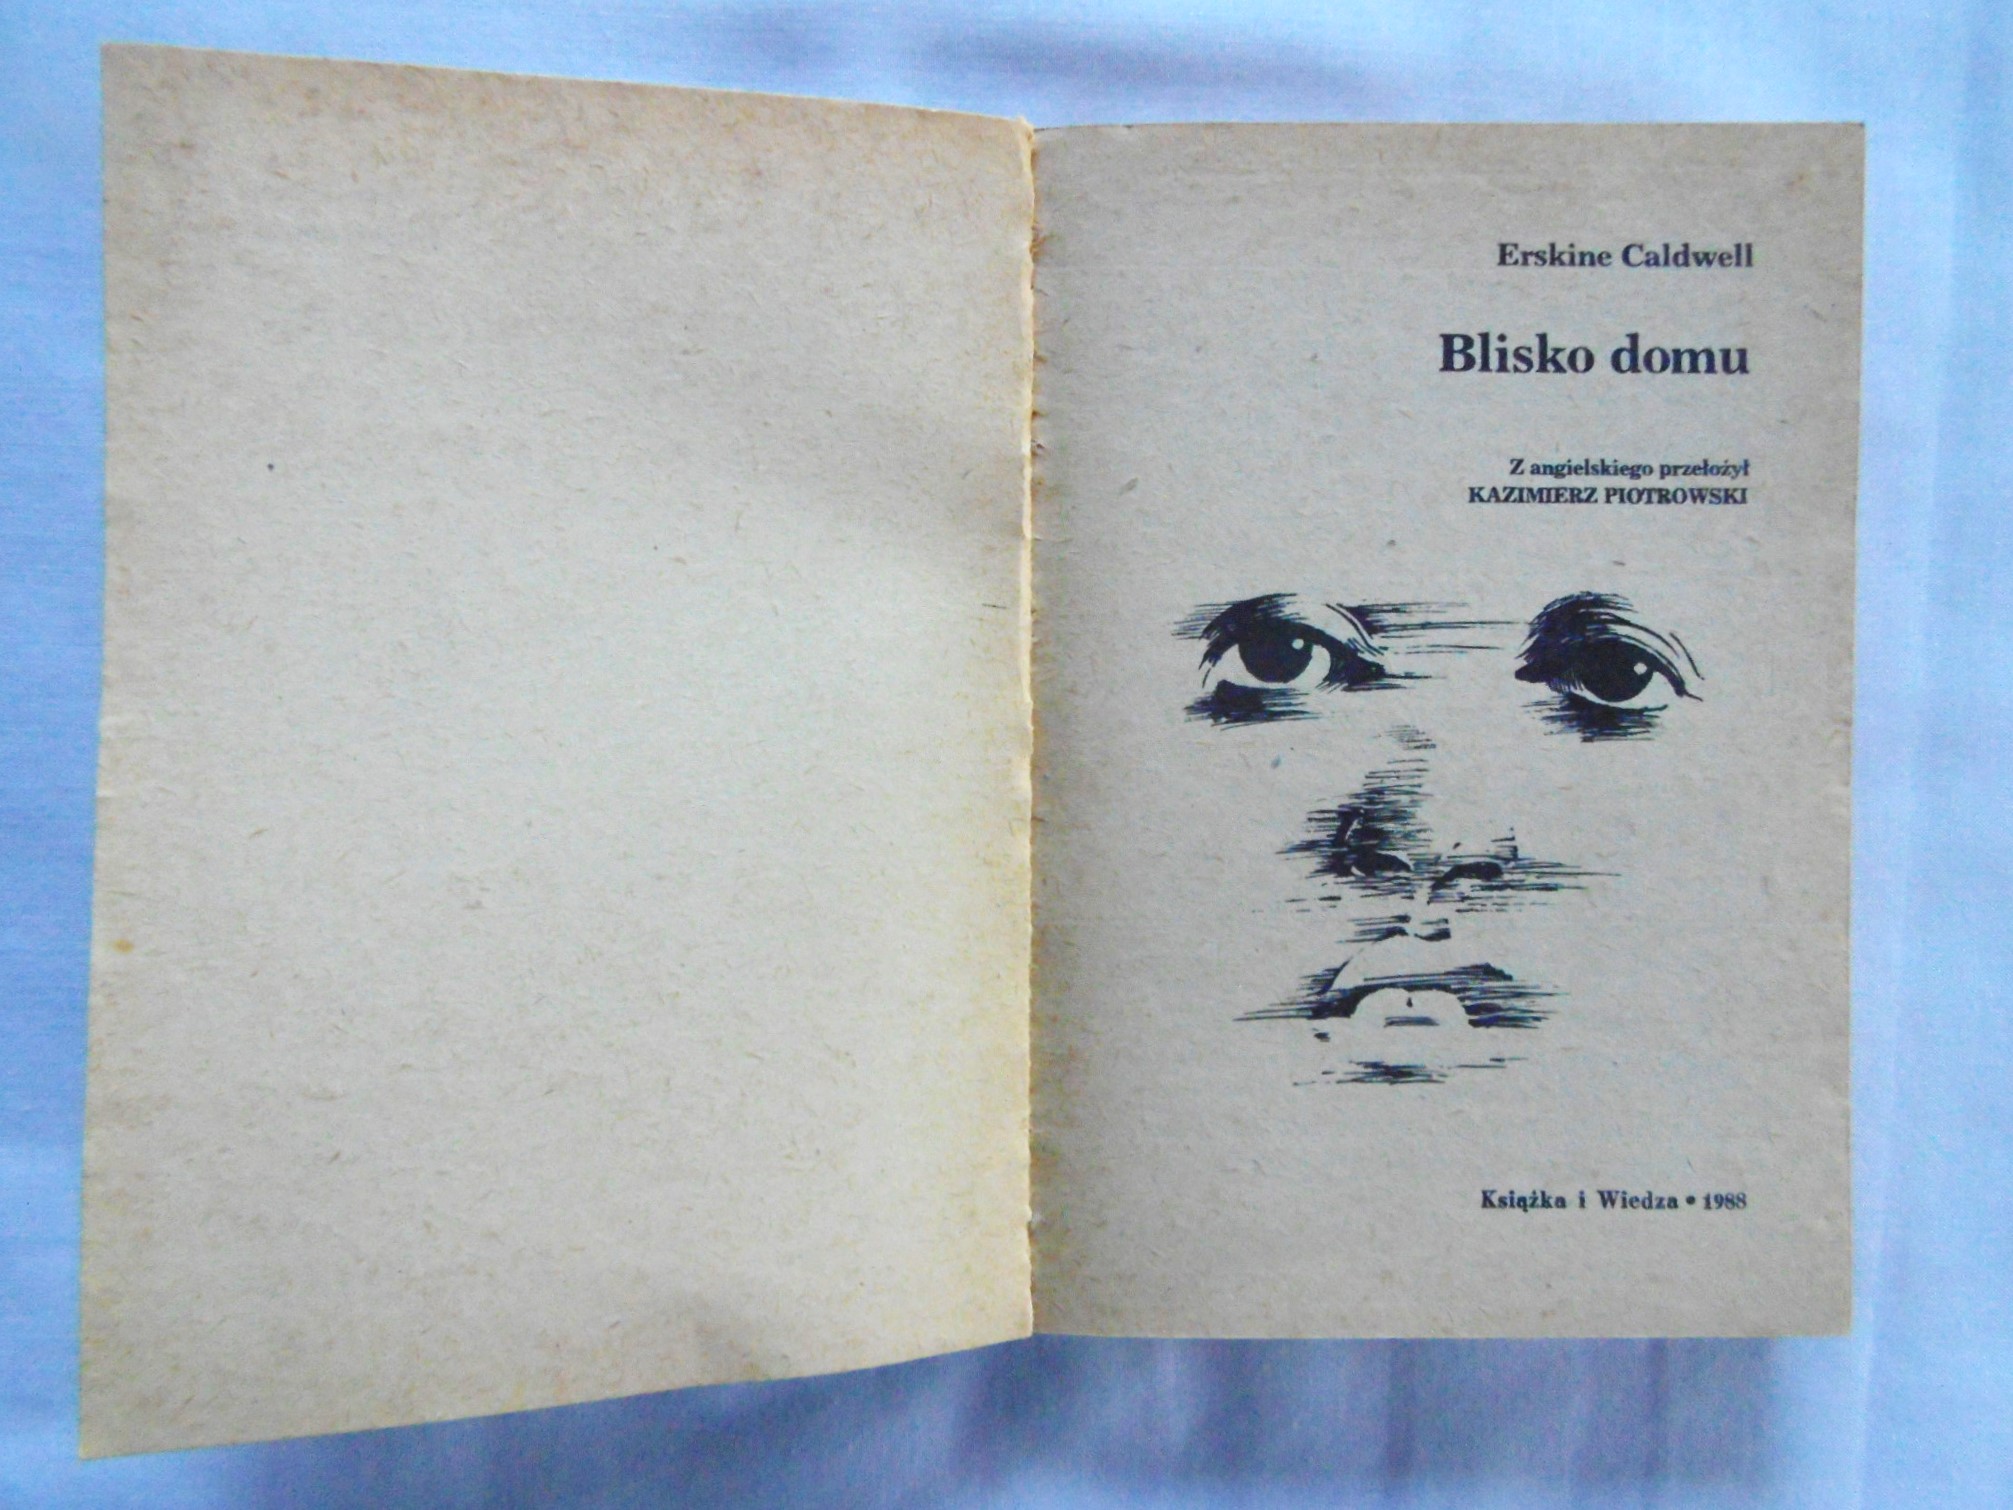 Erskine Caldwell
Blisko domu
Z angielskiego przełożył
KAZIMIERZ PIOTROWSKI
Książka i Wiedza • 1988